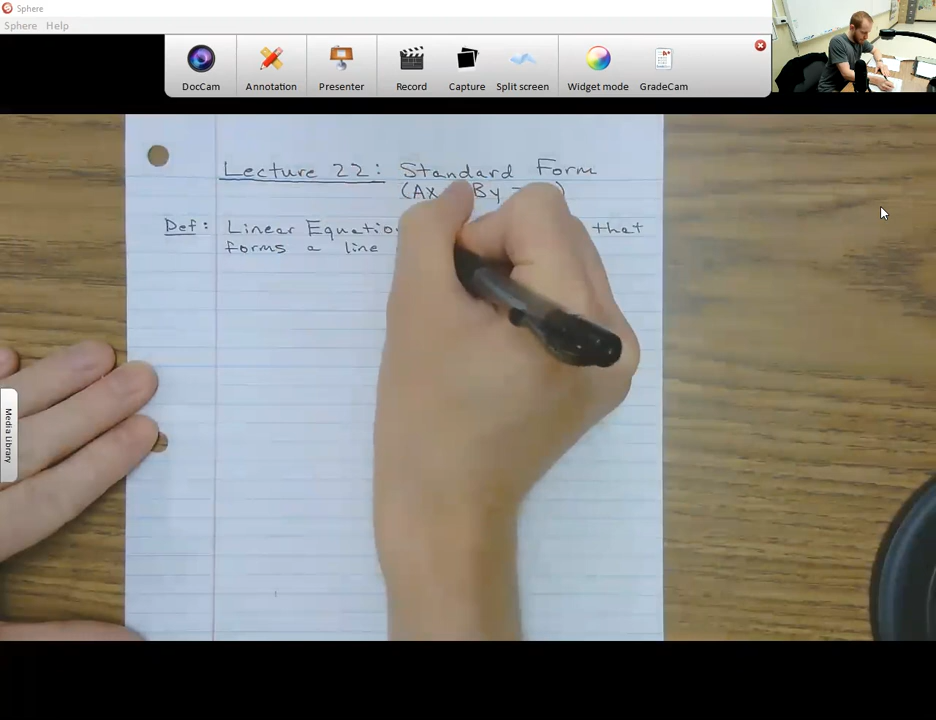 Sphere
Sphere Help
DocCam Annotation Presenter Record Capture Split screen Widget mode GradeCam
Lecture 22: Standard Form
(Ax By )
Def: Linear Equatio that
forms a line
Media Library